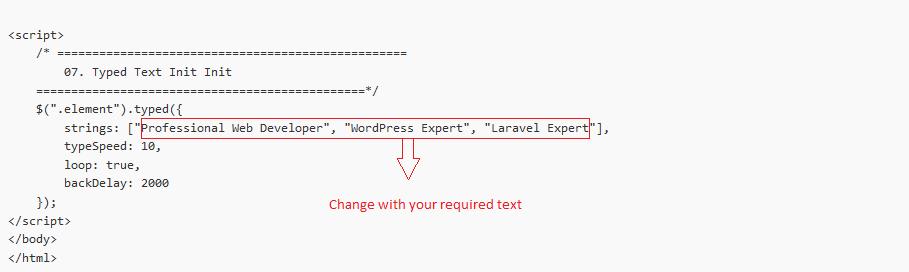 <script>
/* ==================================================
07. Typed Text Init Init
===============================================*/
$(".element").typed({
strings: ["Professional Web Developer", "WordPress Expert", "Laravel Expert"],
typeSpeed: 10,
loop: true,
backDelay: 2000
});
</script>
</body>
</html>
Change with your required text